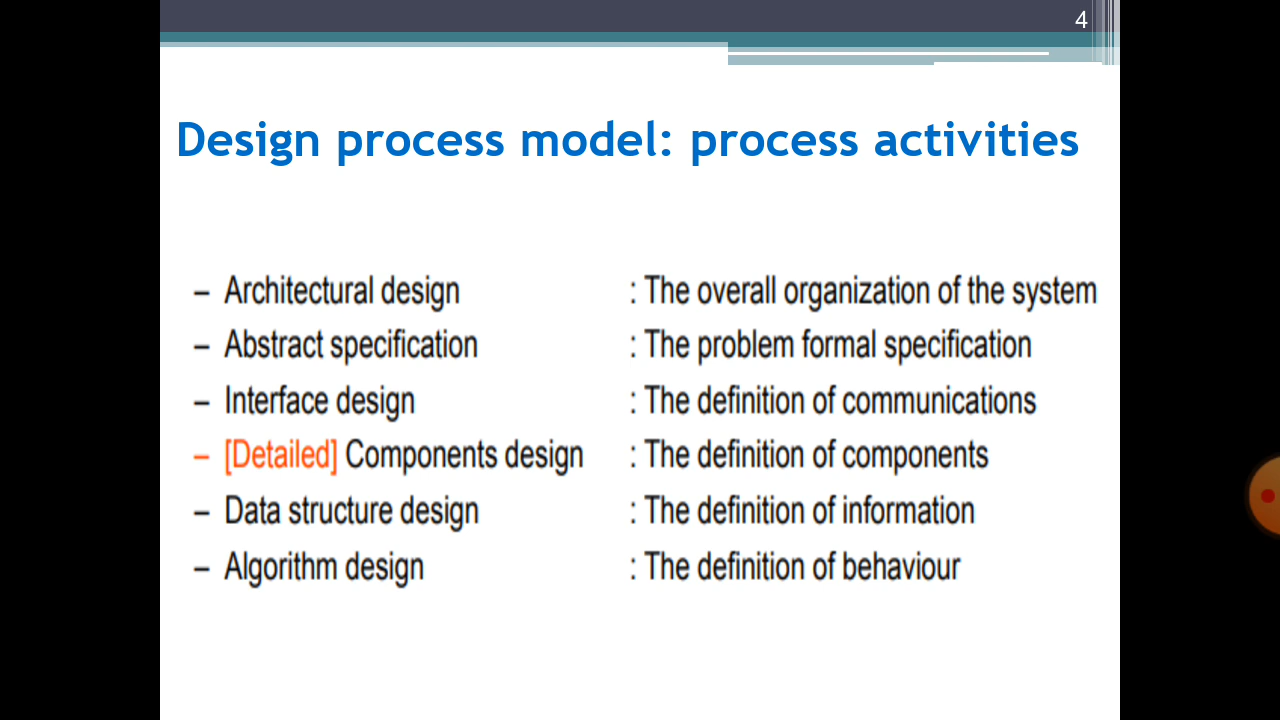 4
Design process model: process activities
– Architectural design : The overall organization of the system
– Abstract specification : The problem formal specification
– Interface design : The definition of communications
– [Detailed] Components design : The definition of components
– Data structure design : The definition of information
– Algorithm design : The definition of behaviour